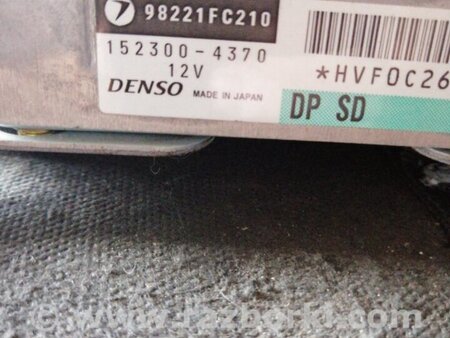 98221FC210
152300-4370
12V
DENSO MADE IN JAPAN
*HVF0C26
DP SD
www.razborki.com